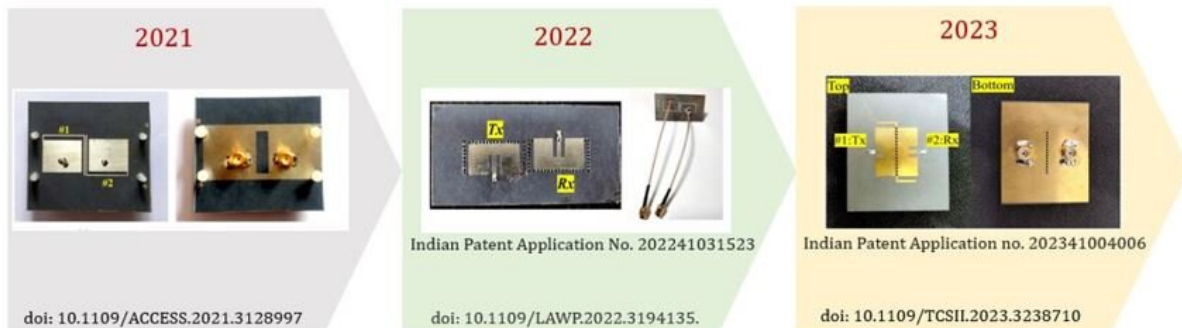 2021
#1
#2
doi: 10.1109/ACCESS.2021.3128997
2022
Tx
Rx
Indian Patent Application No. 202241031523
doi: 10.1109/LAWP.2022.3194135.
2023
Top
Bottom
#1:Tx
#2:Rx
Indian Patent Application no. 202341004006
doi: 10.1109/TCSII.2023.3238710